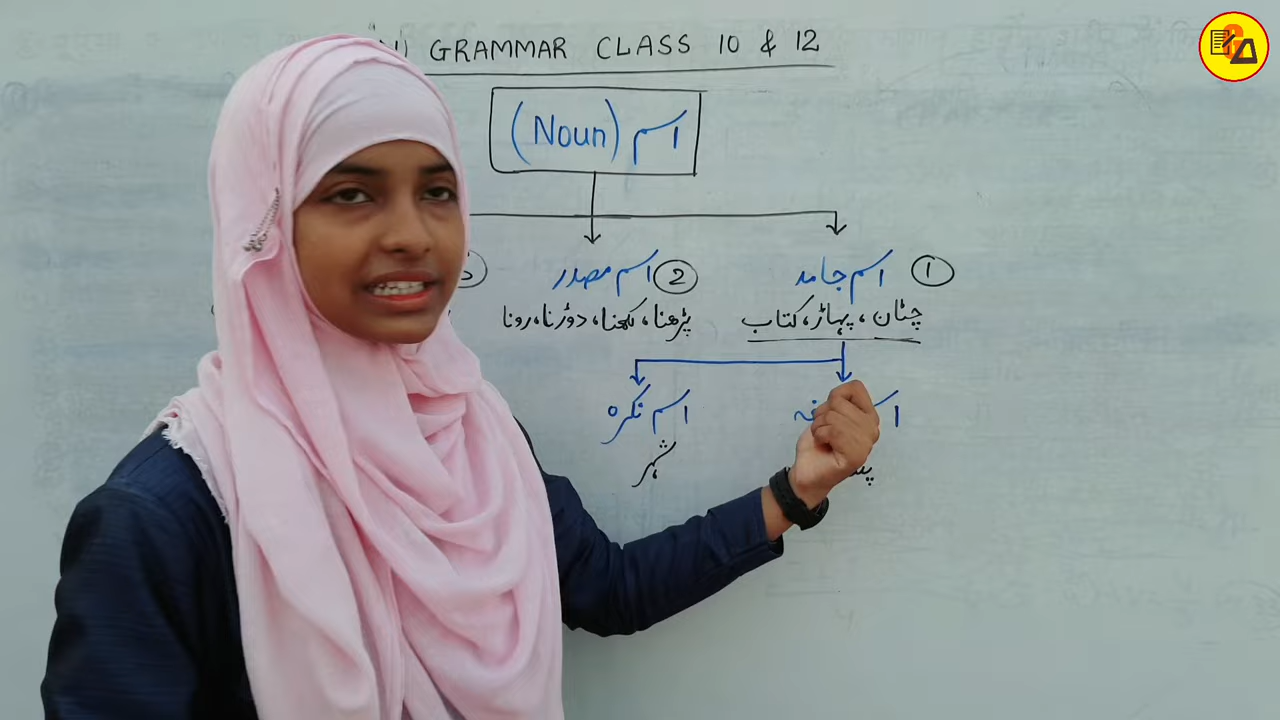 GRAMMAR CLASS 10 & 12
اسم (Noun)
① اسم جامد
چٹان، پہاڑ، کتاب
② اسم مصدر
پڑھنا، لکھنا، دوڑنا، رونا
اسم نکرہ
شہر